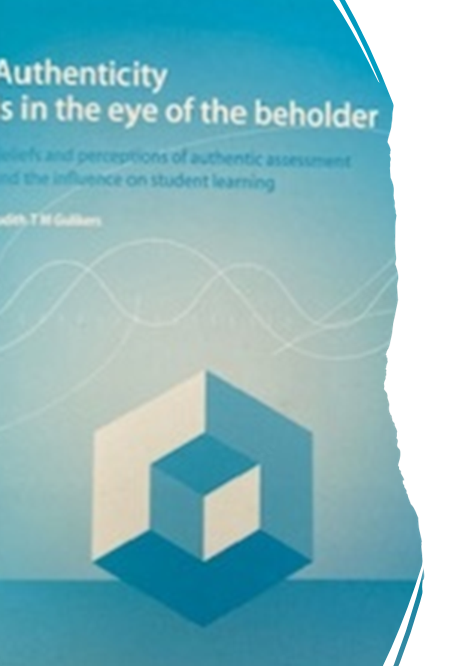 Authenticity
s in the eye of the beholder
eliefs and perceptions of authentic assessment
nd the influence on student learning
udith T M Gulikers